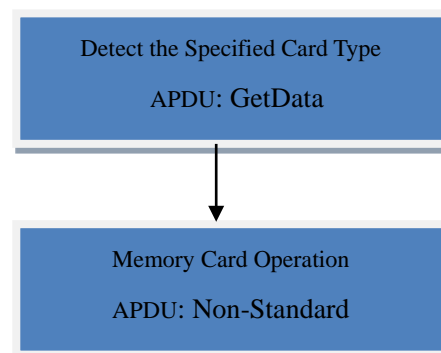 Detect the Specified Card Type
APDU: GetData
Memory Card Operation
APDU: Non-Standard